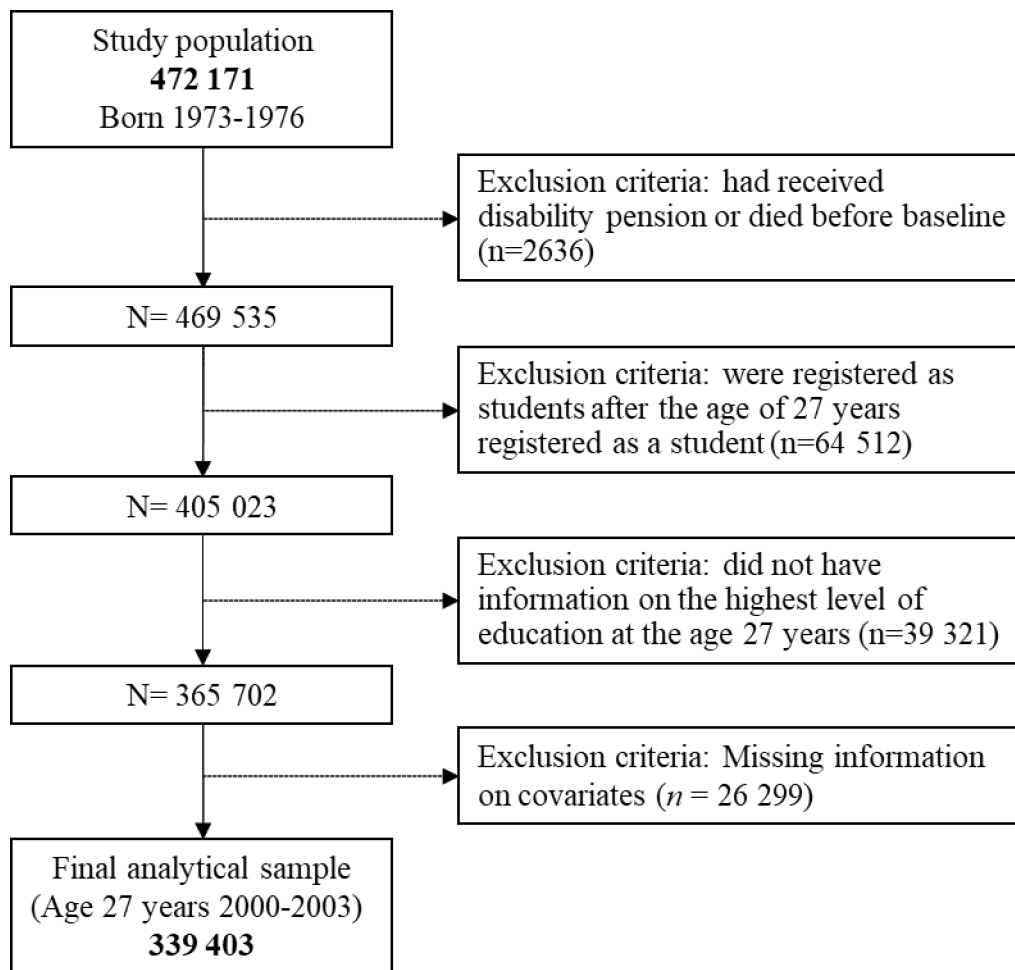 Study population
472 171
Born 1973-1976
Exclusion criteria: had received
disability pension or died before baseline
(n=2636)
N= 469 535
Exclusion criteria: were registered as
students after the age of 27 years
registered as a student (n=64 512)
N= 405 023
Exclusion criteria: did not have
information on the highest level of
education at the age 27 years (n=39 321)
N= 365 702
Exclusion criteria: Missing information
on covariates (n = 26 299)
Final analytical sample
(Age 27 years 2000-2003)
339 403